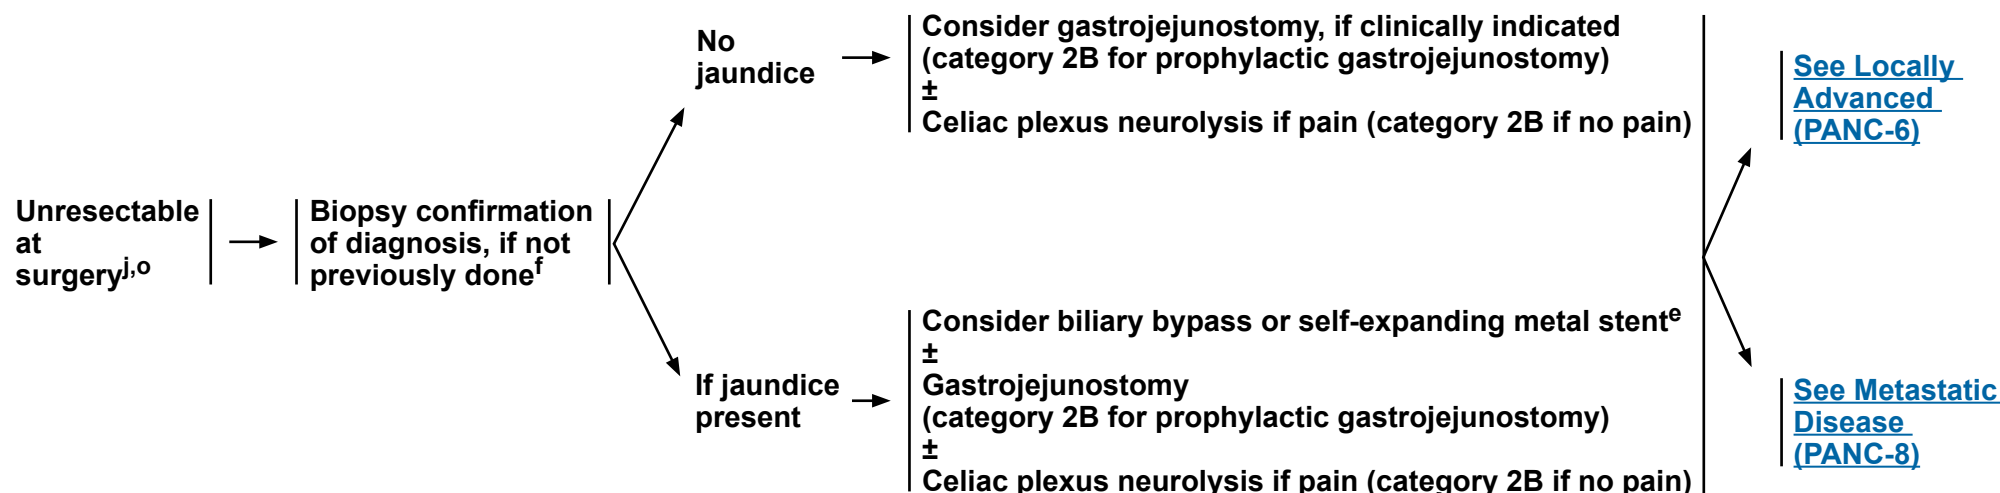 Unresectable
at
surgeryj,o
Biopsy confirmation
of diagnosis, if not
previously donef
No
jaundice
Consider gastrojejunostomy, if clinically indicated
(category 2B for prophylactic gastrojejunostomy)
±
Celiac plexus neurolysis if pain (category 2B if no pain)
If jaundice
present
Consider biliary bypass or self-expanding metal stente
±
Gastrojejunostomy
(category 2B for prophylactic gastrojejunostomy)
±
Celiac plexus neurolysis if pain (category 2B if no pain)
See Locally
Advanced
(PANC-6)
See Metastatic
Disease
(PANC-8)